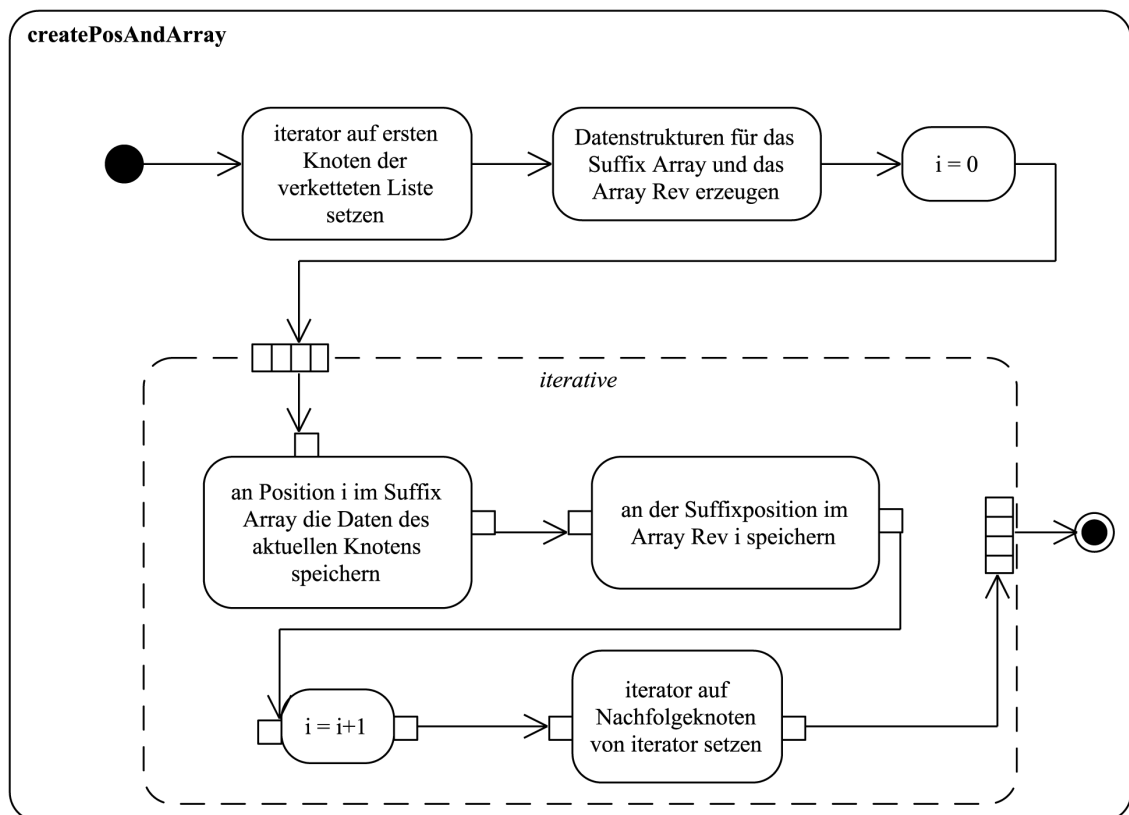 createPosAndArray
iterator auf ersten
Knoten der
verketteten Liste
setzen
Datenstrukturen für das
Suffix Array und das
Array Rev erzeugen
i = 0
iterative
an Position i im Suffix
Array die Daten des
aktuellen Knotens
speichern
an der Suffixposition im
Array Rev i speichern
i = i+1
iterator auf
Nachfolgeknoten
von iterator setzen